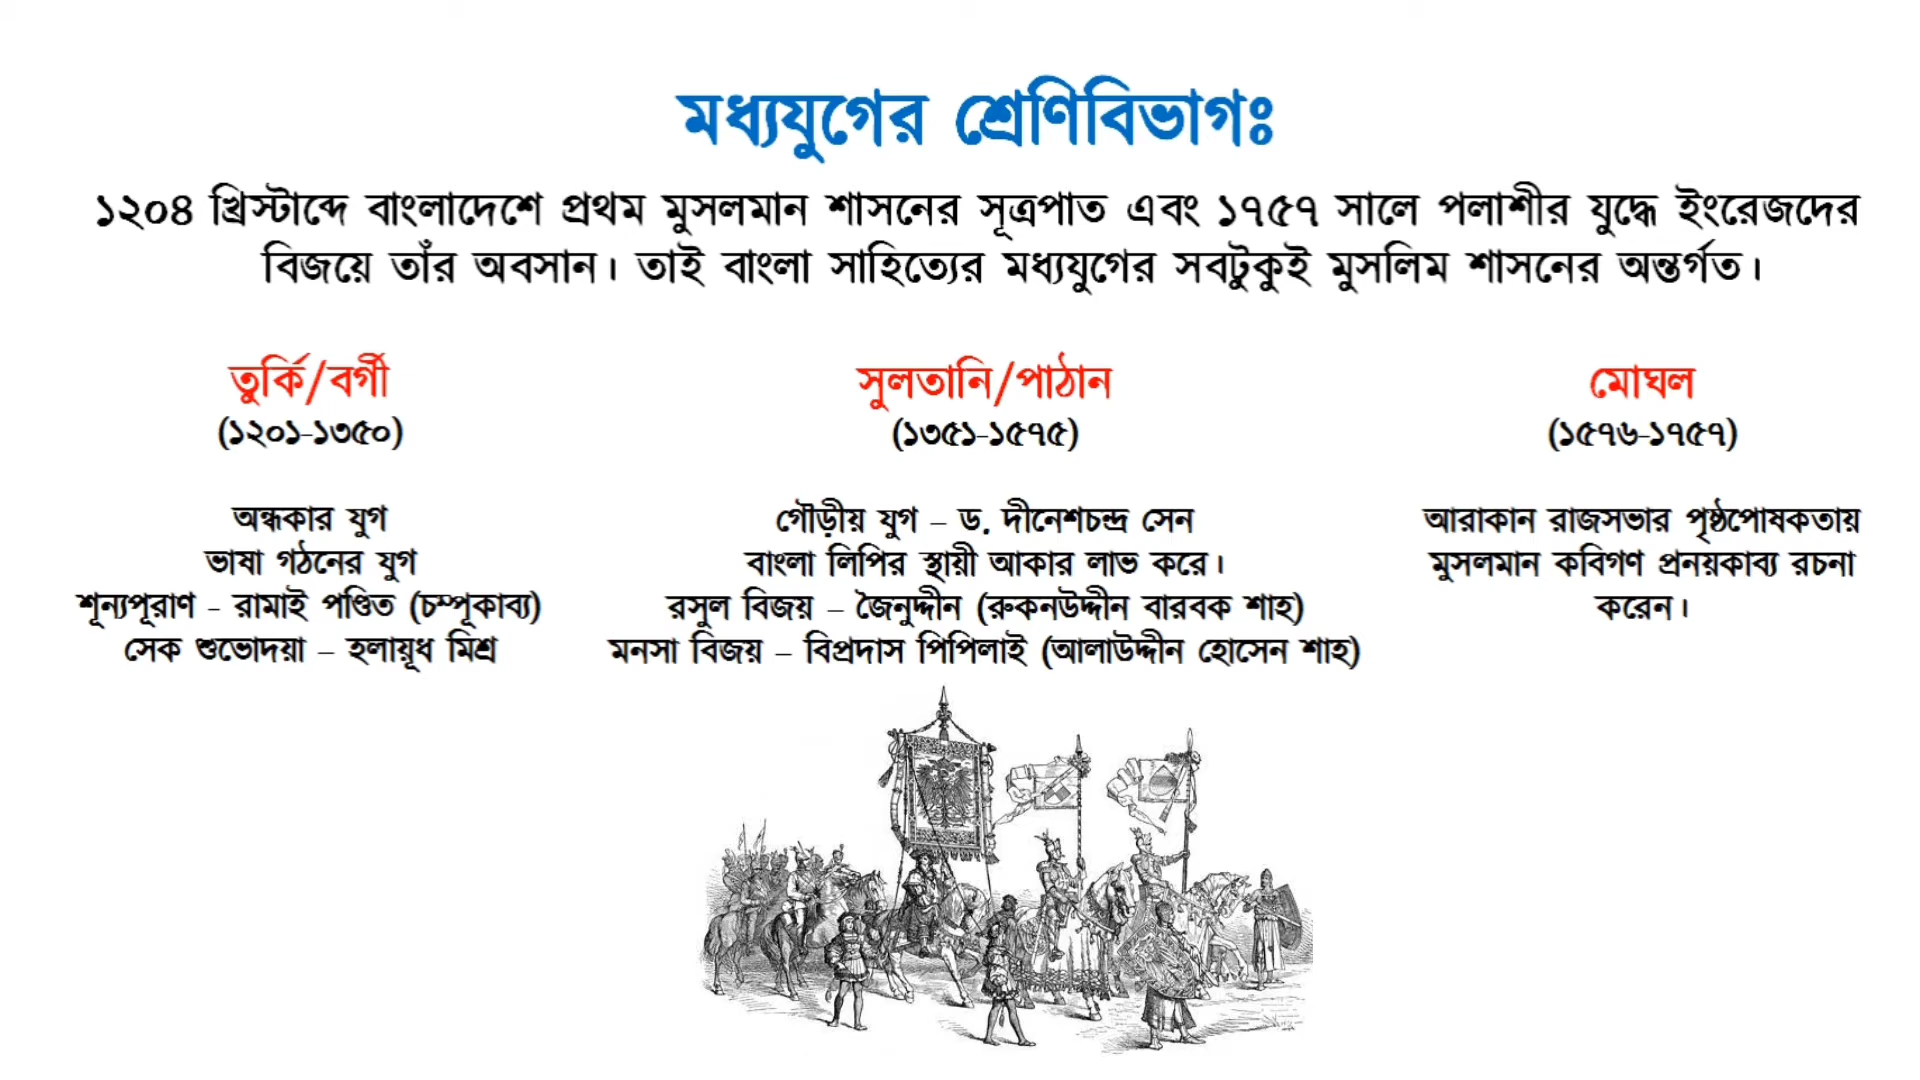 মধ্যযুগের শ্রেণিবিভাগঃ
১২০৪ খ্রিস্টাব্দে বাংলাদেশে প্রথম মুসলমান শাসনের সূত্রপাত এবং ১৭৫৭ সালে পলাশীর যুদ্ধে ইংরেজদের
বিজয়ে তাঁর অবসান। তাই বাংলা সাহিত্যের মধ্যযুগের সবটুকুই মুসলিম শাসনের অন্তর্গত।
তুর্কি/বর্গী
(১২০১-১৩৫০)
অন্ধকার যুগ
ভাষা গঠনের যুগ
শূন্যপূরাণ - রামাই পণ্ডিত (চম্পূকাব্য)
সেক শুভোদয়া – হলায়ূধ মিশ্র
সুলতানি/পাঠান
(১৩৫১-১৫৭৫)
গৌড়ীয় যুগ – ড. দীনেশচন্দ্র সেন
বাংলা লিপির স্থায়ী আকার লাভ করে।
রসুল বিজয় – জৈনুদ্দীন (রুকনউদ্দীন বারবক শাহ)
মনসা বিজয় – বিপ্রদাস পিপিলাই (আলাউদ্দীন হোসেন শাহ)
মোঘল
(১৫৭৬-১৭৫৭)
আরাকান রাজসভার পৃষ্ঠপোষকতায়
মুসলমান কবিগণ প্রনয়কাব্য রচনা
করেন।